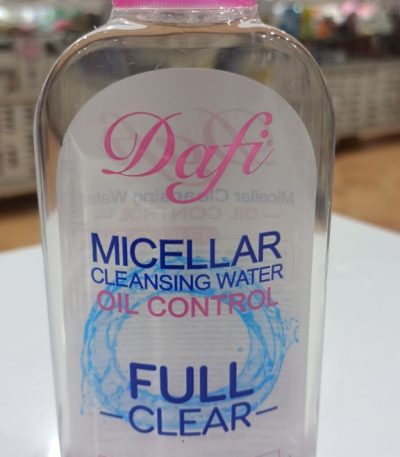 Dafi®
MICELLAR
CLEANSING WATER
OIL CONTROL
FULL
CLEAR